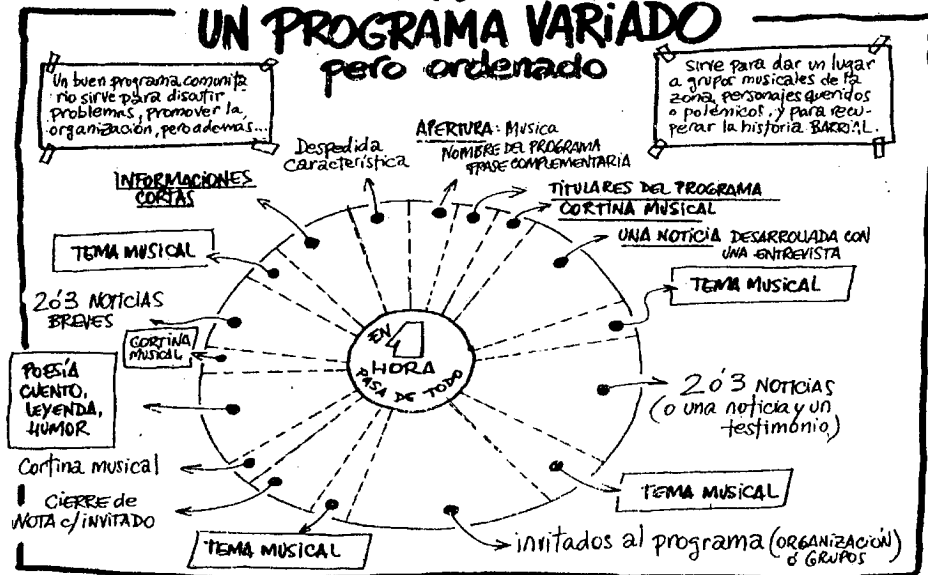 UN PROGRAMA VARIADO
pero ordenado
Un buen programa comunita
rio sirve para discutir
problemas, promover la
organización, pero además...
Sirve para dar un lugar
a grupos musicales de la
zona, personajes queridos
o polémicos, y para recu-
perar la historia BARRIAL.
APERTURA: Musica
NOMBRE DEL PROGRAMA
FRASE COMPLEMENTARIA
TITULARES DEL PROGRAMA
CORTINA MUSICAL
UNA NOTICIA DESARROLLADA CON
UNA ENTREVISTA
TEMA MUSICAL
2 ó 3 NOTICIAS
(o una noticia y un
testimonio)
TEMA MUSICAL
invitados al programa (ORGANIZACIÓN)
ó GRUPOS
TEMA MUSICAL
CIERRE de
NOTA c/INVITADO
Cortina musical
POESÍA
CUENTO,
LEYENDA,
HUMOR
CORTINA
MUSICAL
2 ó 3 NOTICIAS
BREVES
TEMA MUSICAL
INFORMACIONES
CORTAS
Despedida
Característica
EN 1
HORA
PASA DE TODO